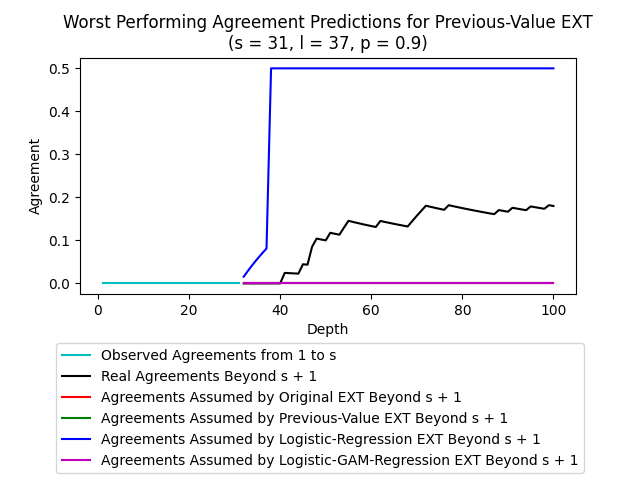 Worst Performing Agreement Predictions for Previous-Value EXT
(s = 31, l = 37, p = 0.9)
0.5
0.4
0.3
0.2
0.1
0.0
Agreement
0 20 40 60 80 100
Depth
Observed Agreements from 1 to s
Real Agreements Beyond s + 1
Agreements Assumed by Original EXT Beyond s + 1
Agreements Assumed by Previous-Value EXT Beyond s + 1
Agreements Assumed by Logistic-Regression EXT Beyond s + 1
Agreements Assumed by Logistic-GAM-Regression EXT Beyond s + 1